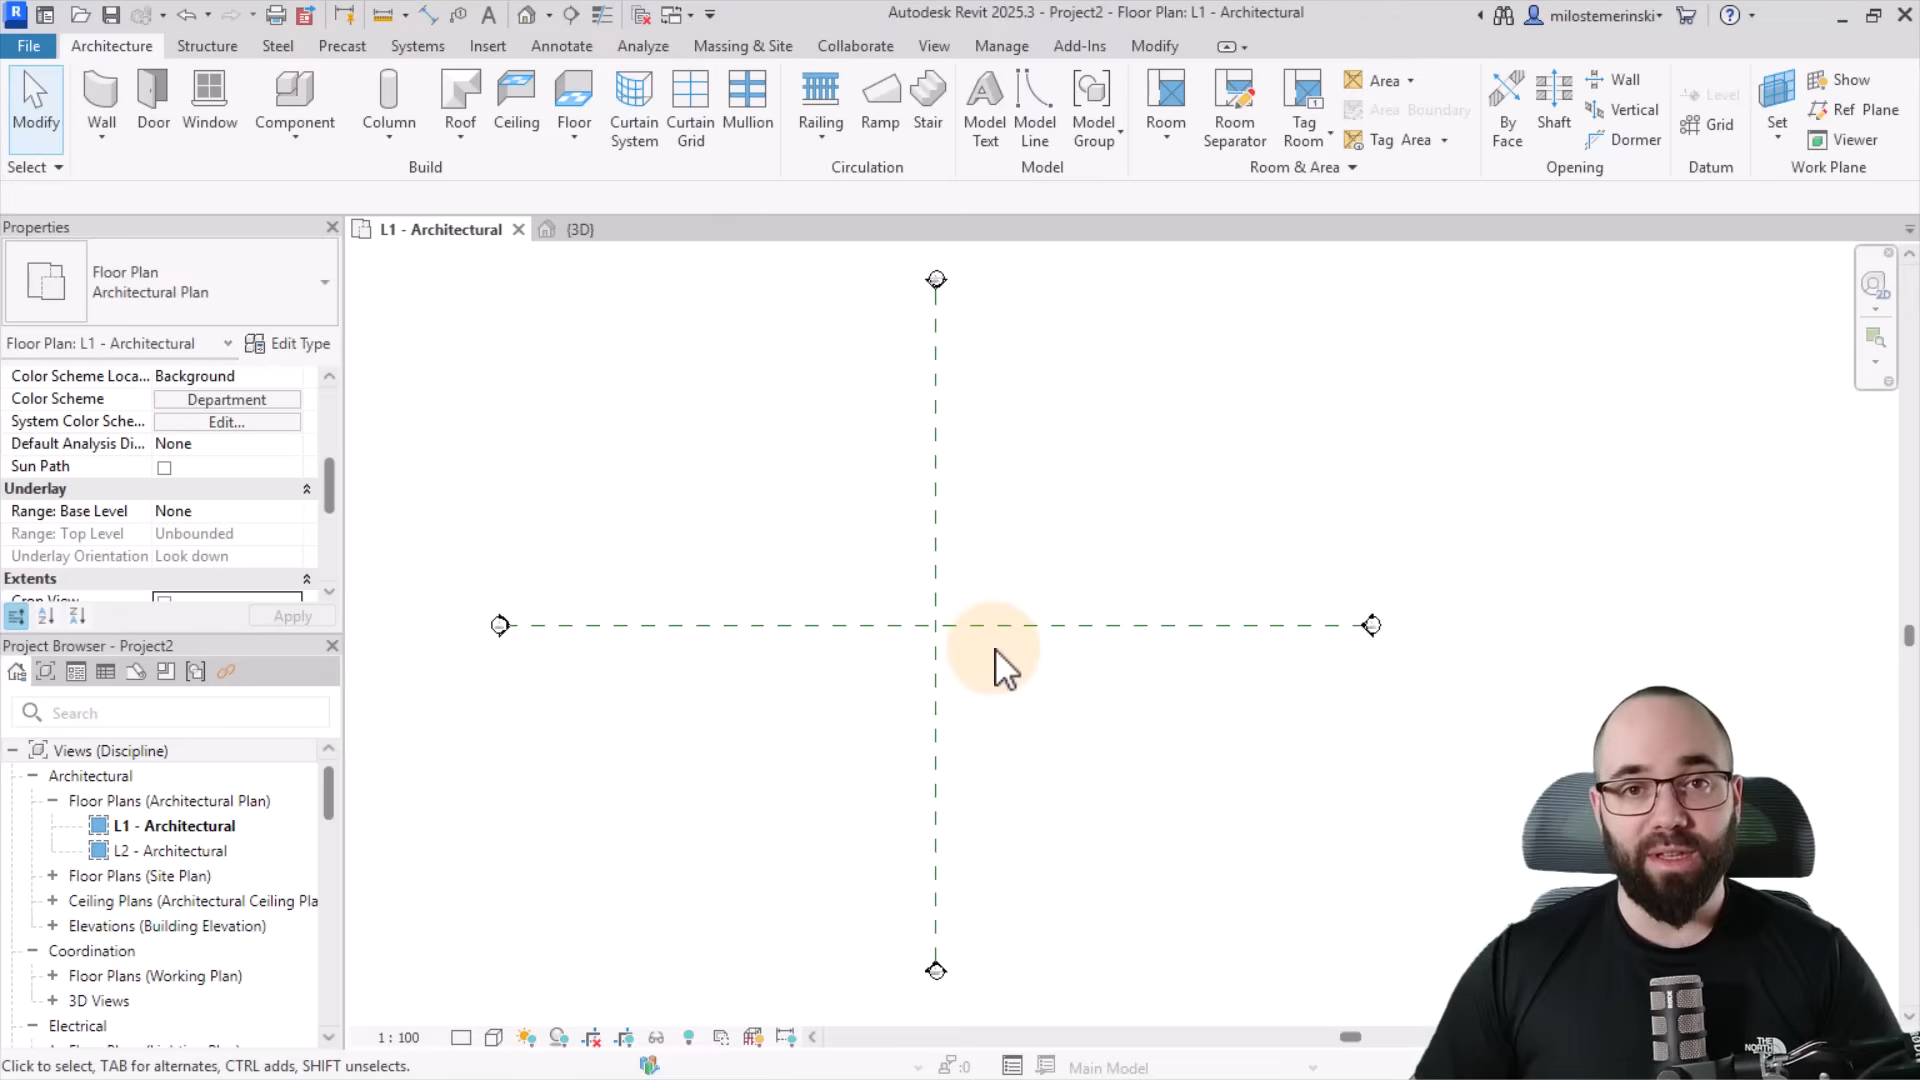 Autodesk Revit 2025.3 - Project2 - Floor Plan: L1 - Architectural
milostemerinski
File
Architecture
Structure
Steel
Precast
Systems
Insert
Annotate
Analyze
Massing & Site
Collaborate
View
Manage
Add-Ins
Modify
Modify
Wall
Door
Window
Component
Column
Roof
Ceiling
Floor
Curtain
System
Curtain
Grid
Mullion
Railing
Ramp
Stair
Model
Text
Model
Line
Model
Group
Room
Room
Separator
Tag
Room
Area
Area Boundary
Tag Area
By
Face
Shaft
Wall
Vertical
Dormer
Level
Grid
Set
Show
Ref Plane
Viewer
Select
Build
Circulation
Model
Room & Area
Opening
Datum
Work Plane
Properties
L1 - Architectural
{3D}
Floor Plan
Architectural Plan
Floor Plan: L1 - Architectural
Edit Type
Color Scheme Loca... Background
Color Scheme Department
System Color Sche... Edit...
Default Analysis Di... None
Sun Path
Underlay
Range: Base Level None
Range: Top Level Unbounded
Underlay Orientation Look down
Extents
Crop View
Apply
Project Browser - Project2
Search
Views (Discipline)
Architectural
Floor Plans (Architectural Plan)
L1 - Architectural
L2 - Architectural
Floor Plans (Site Plan)
Ceiling Plans (Architectural Ceiling Pla
Elevations (Building Elevation)
Coordination
Floor Plans (Working Plan)
3D Views
Electrical
2D
1 : 100
Click to select, TAB for alternates, CTRL adds, SHIFT unselects.
:0
Main Model
THE
NORTH